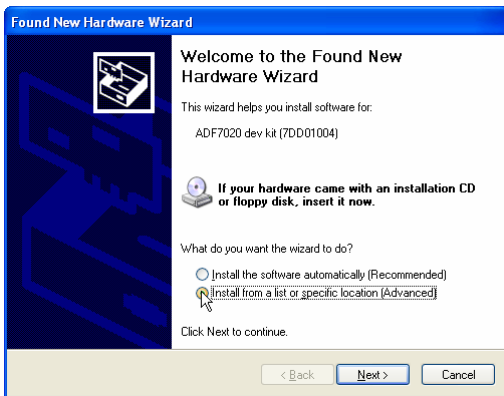 Found New Hardware Wizard
Welcome to the Found New
Hardware Wizard
This wizard helps you install software for:
ADF7020 dev kit (7DD01004)
If your hardware came with an installation CD
or floppy disk, insert it now.
What do you want the wizard to do?
Install the software automatically (Recommended)
Install from a list or specific location (Advanced)
Click Next to continue.
< Back Next > Cancel